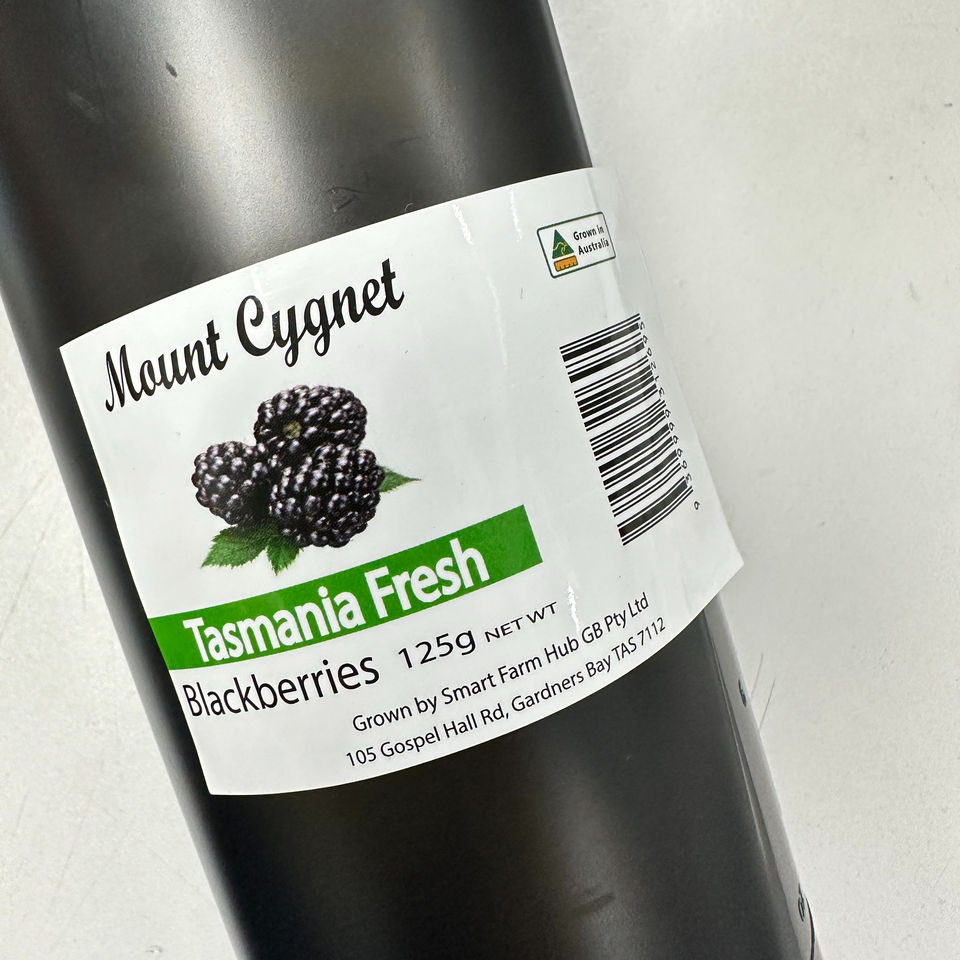 Mount Cygnet
Grown in
Australia
Tasmania Fresh
Blackberries 125g NET WT
Grown by Smart Farm Hub GB Pty Ltd
105 Gospel Hall Rd, Gardners Bay TAS 7112